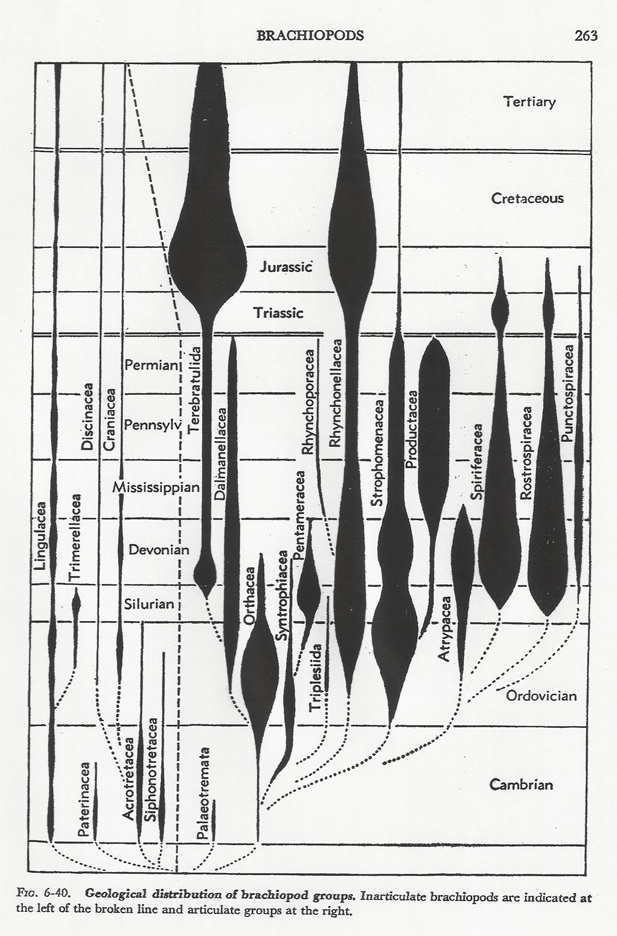 BRACHIOPODS
263
Tertiary
Cretaceous
Jurassic
Triassic
Permian
Pennsylv
Mississippian
Devonian
Silurian
Ordovician
Cambrian
Lingulacea
Trimerellacea
Discinacea
Craniacea
Paterinacea
Acrotretacea
Siphonotretacea
Palaeotremata
Terebratulida
Dalmanellacea
Orthacea
Syntrophiacea
Pentameracea
Rhynchoporacea
Triplesiida
Rhynchonellacea
Strophomenacea
Productacea
Atrypacea
Spiriferacea
Rostrospiracea
Punctospiracea
FIG. 6-40. Geological distribution of brachiopod groups. Inarticulate brachiopods are indicated at
the left of the broken line and articulate groups at the right.